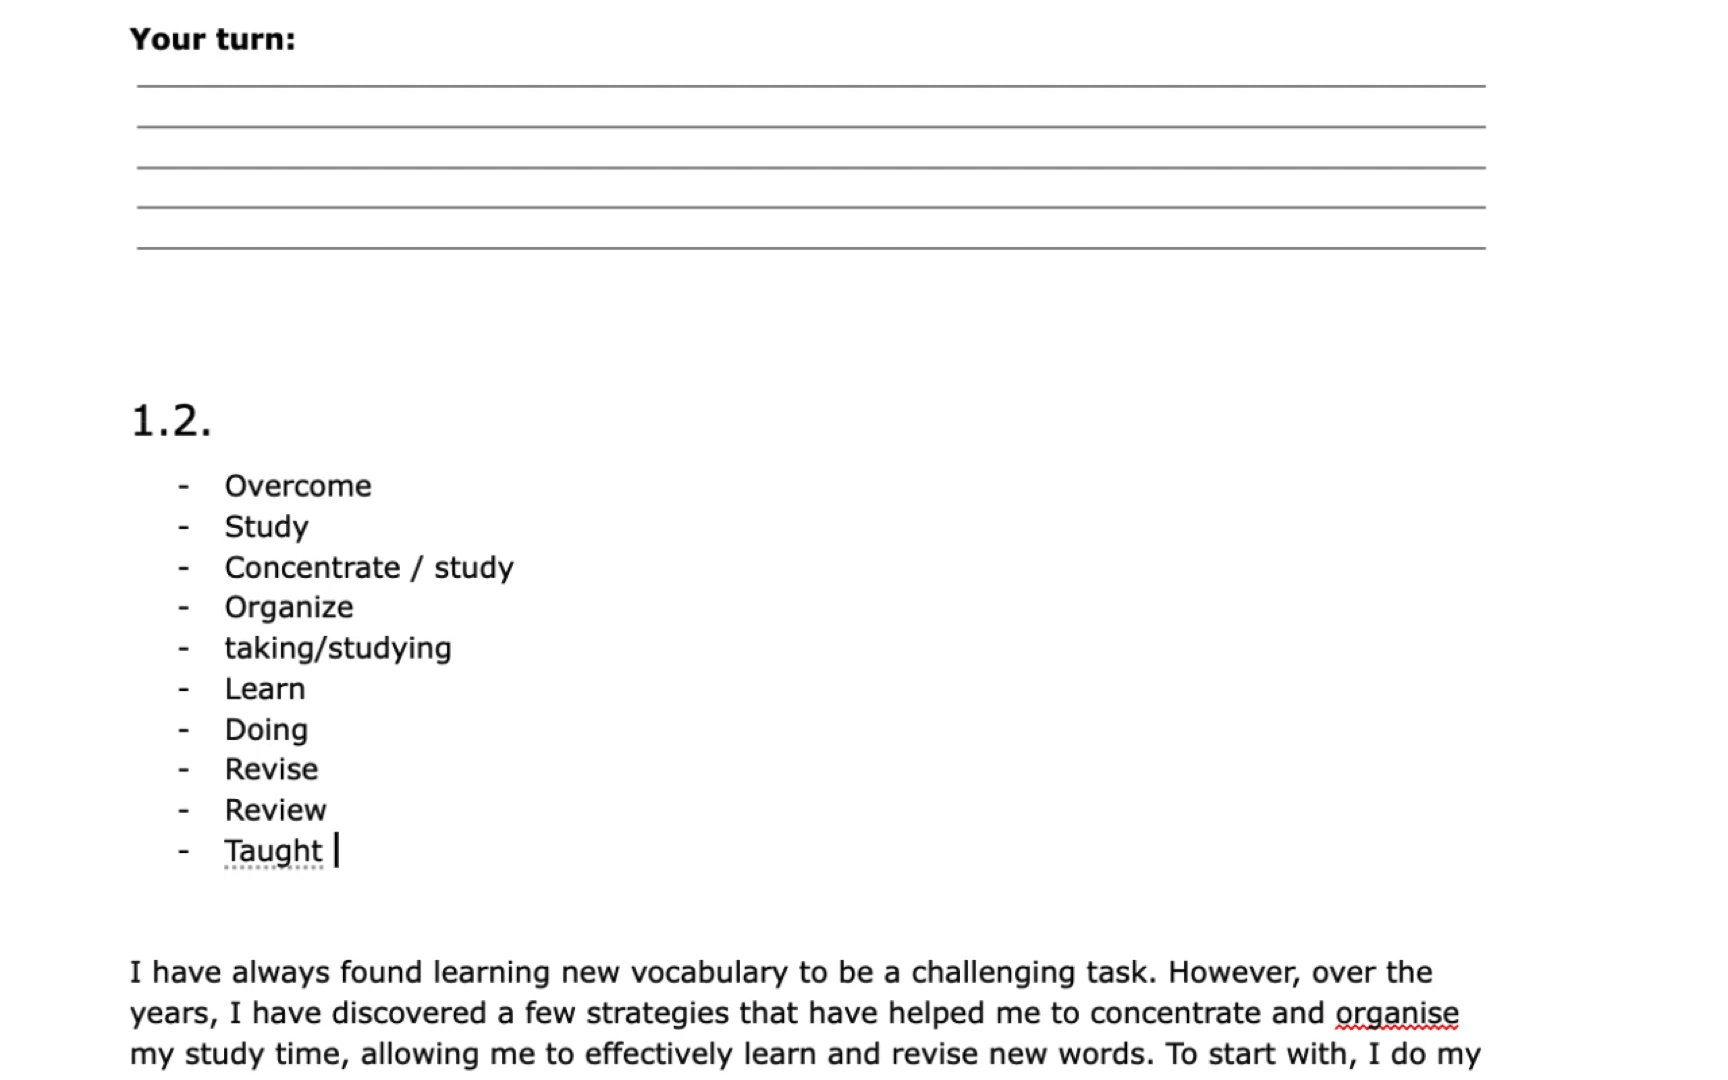 Your turn:
1.2.
- Overcome
- Study
- Concentrate / study
- Organize
- taking/studying
- Learn
- Doing
- Revise
- Review
- Taught
I have always found learning new vocabulary to be a challenging task. However, over the
years, I have discovered a few strategies that have helped me to concentrate and organise
my study time, allowing me to effectively learn and revise new words. To start with, I do my